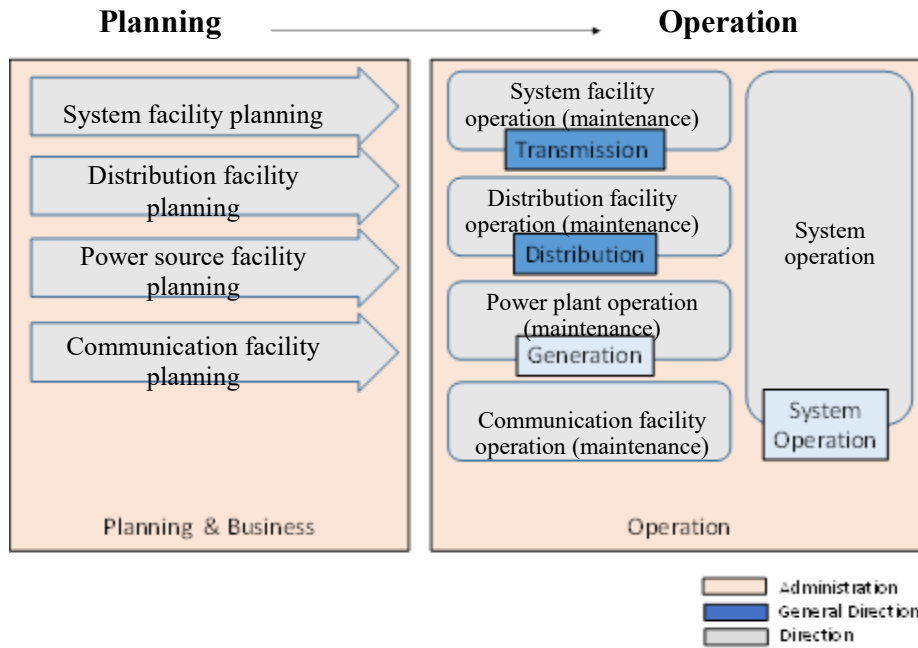 Planning
Operation
System facility planning
Distribution facility
planning
Power source facility
planning
Communication facility
planning
Planning & Business
System facility
operation (maintenance)
Transmission
Distribution facility
operation (maintenance)
Distribution
Power plant operation
(maintenance)
Generation
Communication facility
operation (maintenance)
System
operation
System
Operation
Operation
Administration
General Direction
Direction